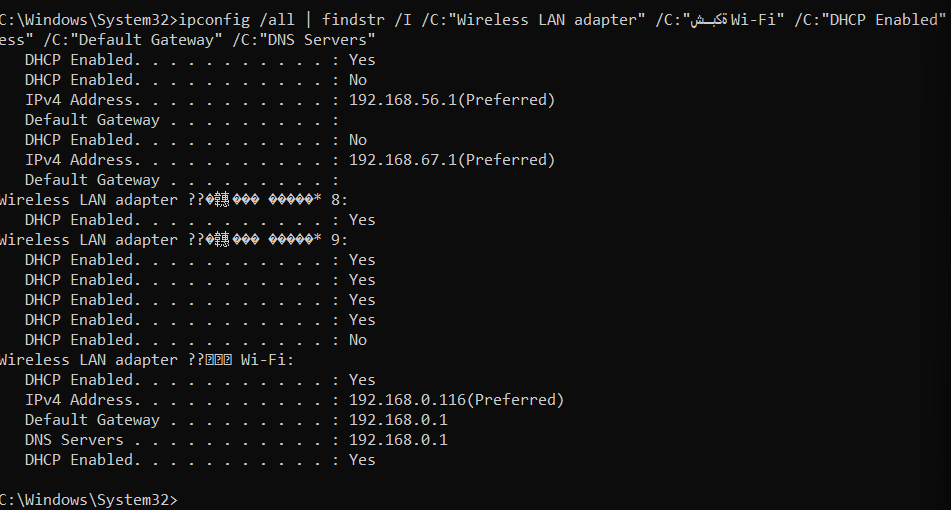 C:\Windows\System32>ipconfig /all | findstr /I /C:"Wireless LAN adapter" /C:"شبكة Wi-Fi" /C:"DHCP Enabled"
ess" /C:"Default Gateway" /C:"DNS Servers"
DHCP Enabled. . . . . . . . . . . : Yes
DHCP Enabled. . . . . . . . . . . : No
IPv4 Address. . . . . . . . . . . : 192.168.56.1(Preferred)
Default Gateway . . . . . . . . . :
DHCP Enabled. . . . . . . . . . . : No
IPv4 Address. . . . . . . . . . . : 192.168.67.1(Preferred)
Default Gateway . . . . . . . . . :
Wireless LAN adapter ??�������� �����* 8:
DHCP Enabled. . . . . . . . . . . : Yes
Wireless LAN adapter ??�������� �����* 9:
DHCP Enabled. . . . . . . . . . . : Yes
DHCP Enabled. . . . . . . . . . . : Yes
DHCP Enabled. . . . . . . . . . . : Yes
DHCP Enabled. . . . . . . . . . . : Yes
DHCP Enabled. . . . . . . . . . . : No
Wireless LAN adapter ?? Wi-Fi:
DHCP Enabled. . . . . . . . . . . : Yes
IPv4 Address. . . . . . . . . . . : 192.168.0.116(Preferred)
Default Gateway . . . . . . . . . : 192.168.0.1
DNS Servers . . . . . . . . . . . : 192.168.0.1
DHCP Enabled. . . . . . . . . . . : Yes
C:\Windows\System32>